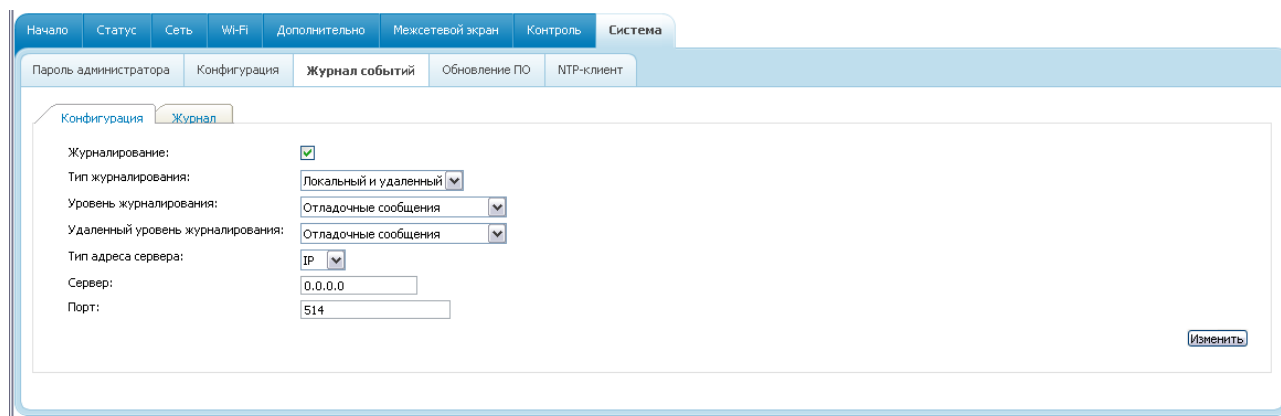 Начало Статус Сеть Wi-Fi Дополнительно Межсетевой экран Контроль Система
Пароль администратора Конфигурация Журнал событий Обновление ПО NTP-клиент
Конфигурация Журнал
Журналирование:
Тип журналирования: Локальный и удаленный
Уровень журналирования: Отладочные сообщения
Удаленный уровень журналирования: Отладочные сообщения
Тип адреса сервера: IP
Сервер: 0.0.0.0
Порт: 514
Изменить